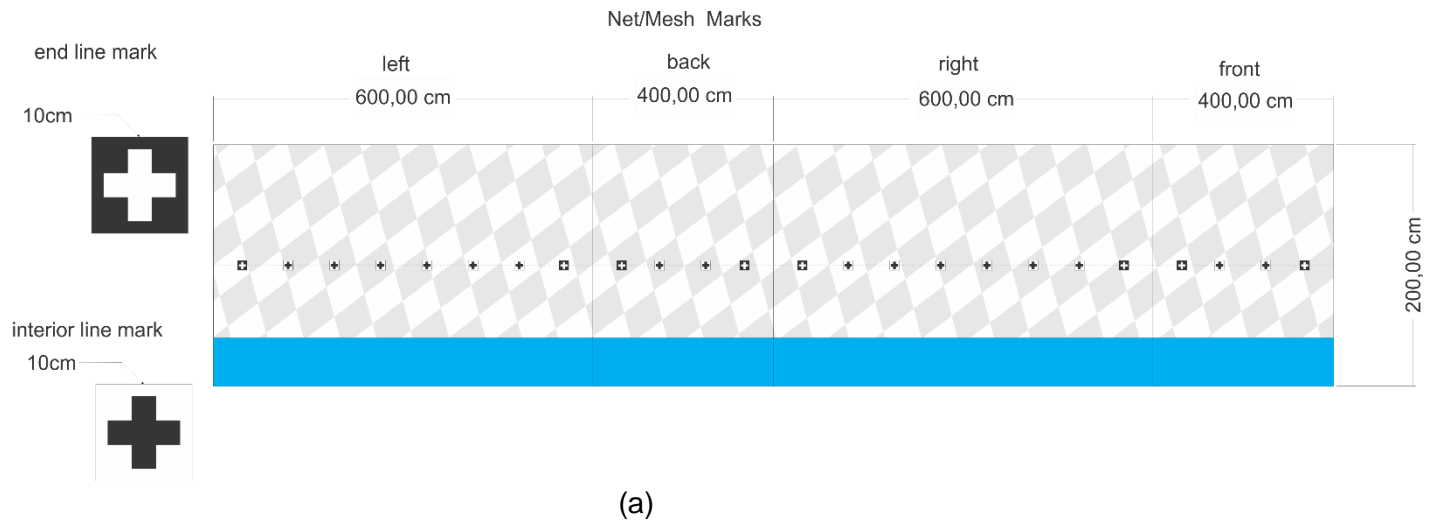 Net/Mesh Marks
end line mark
left
back
right
front
600,00 cm
400,00 cm
600,00 cm
400,00 cm
10cm
200,00 cm
interior line mark
10cm
(a)